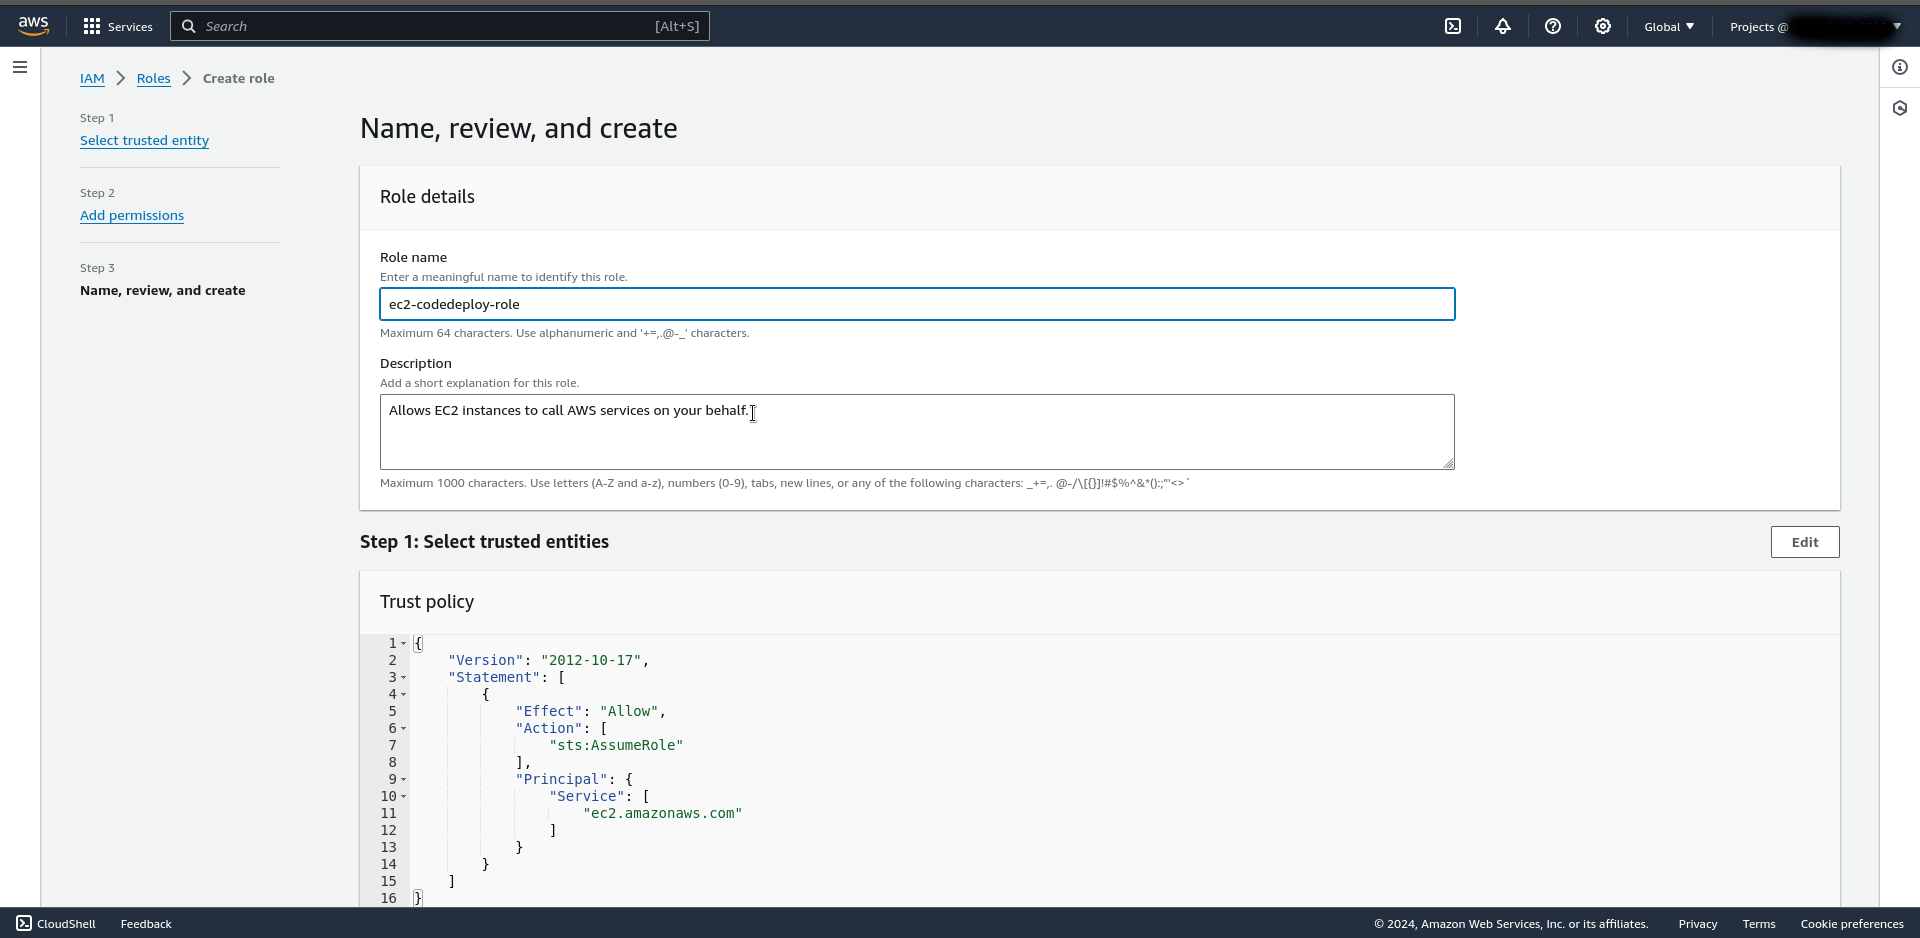 aws
Services
Search
[Alt+S]
Global
Projects @
IAM
Roles
Create role
Step 1
Select trusted entity
Step 2
Add permissions
Step 3
Name, review, and create
Name, review, and create
Role details
Role name
Enter a meaningful name to identify this role.
ec2-codedeploy-role
Maximum 64 characters. Use alphanumeric and '+=,.@-_' characters.
Description
Add a short explanation for this role.
Allows EC2 instances to call AWS services on your behalf.
Maximum 1000 characters. Use letters (A-Z and a-z), numbers (0-9), tabs, new lines, or any of the following characters: _+=,. @-/\[{}]!#$%^&*();:"'<>`
Step 1: Select trusted entities
Edit
Trust policy
1 {
2     "Version": "2012-10-17",
3     "Statement": [
4         {
5             "Effect": "Allow",
6             "Action": [
7                 "sts:AssumeRole"
8             ],
9             "Principal": {
10                 "Service": [
11                     "ec2.amazonaws.com"
12                 ]
13             }
14         }
15     ]
16 }
CloudShell
Feedback
© 2024, Amazon Web Services, Inc. or its affiliates.
Privacy
Terms
Cookie preferences